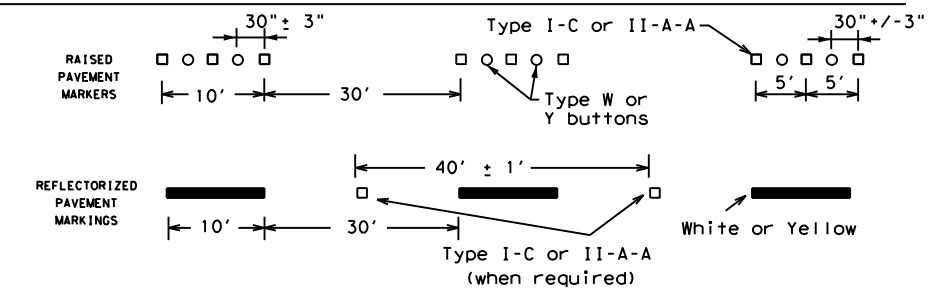 30"± 3"
Type I-C or II-A-A
30"+/-3"
RAISED
PAVEMENT
MARKERS
10'
30'
5'
5'
Type W or
Y buttons
40' ± 1'
REFLECTORIZED
PAVEMENT
MARKINGS
10'
30'
White or Yellow
Type I-C or II-A-A
(when required)